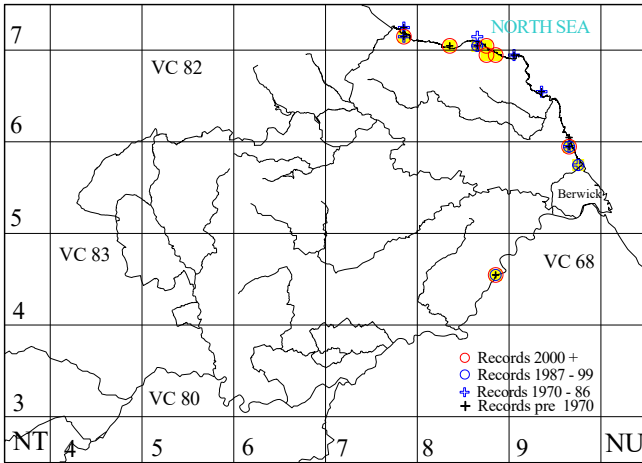 NORTH SEA
7
VC 82
6
Berwick
5
VC 83
VC 68
4
Records 2000 +
Records 1987 - 99
Records 1970 - 86
Records pre 1970
VC 80
3
NT 4 5 6 7 8 9 NU